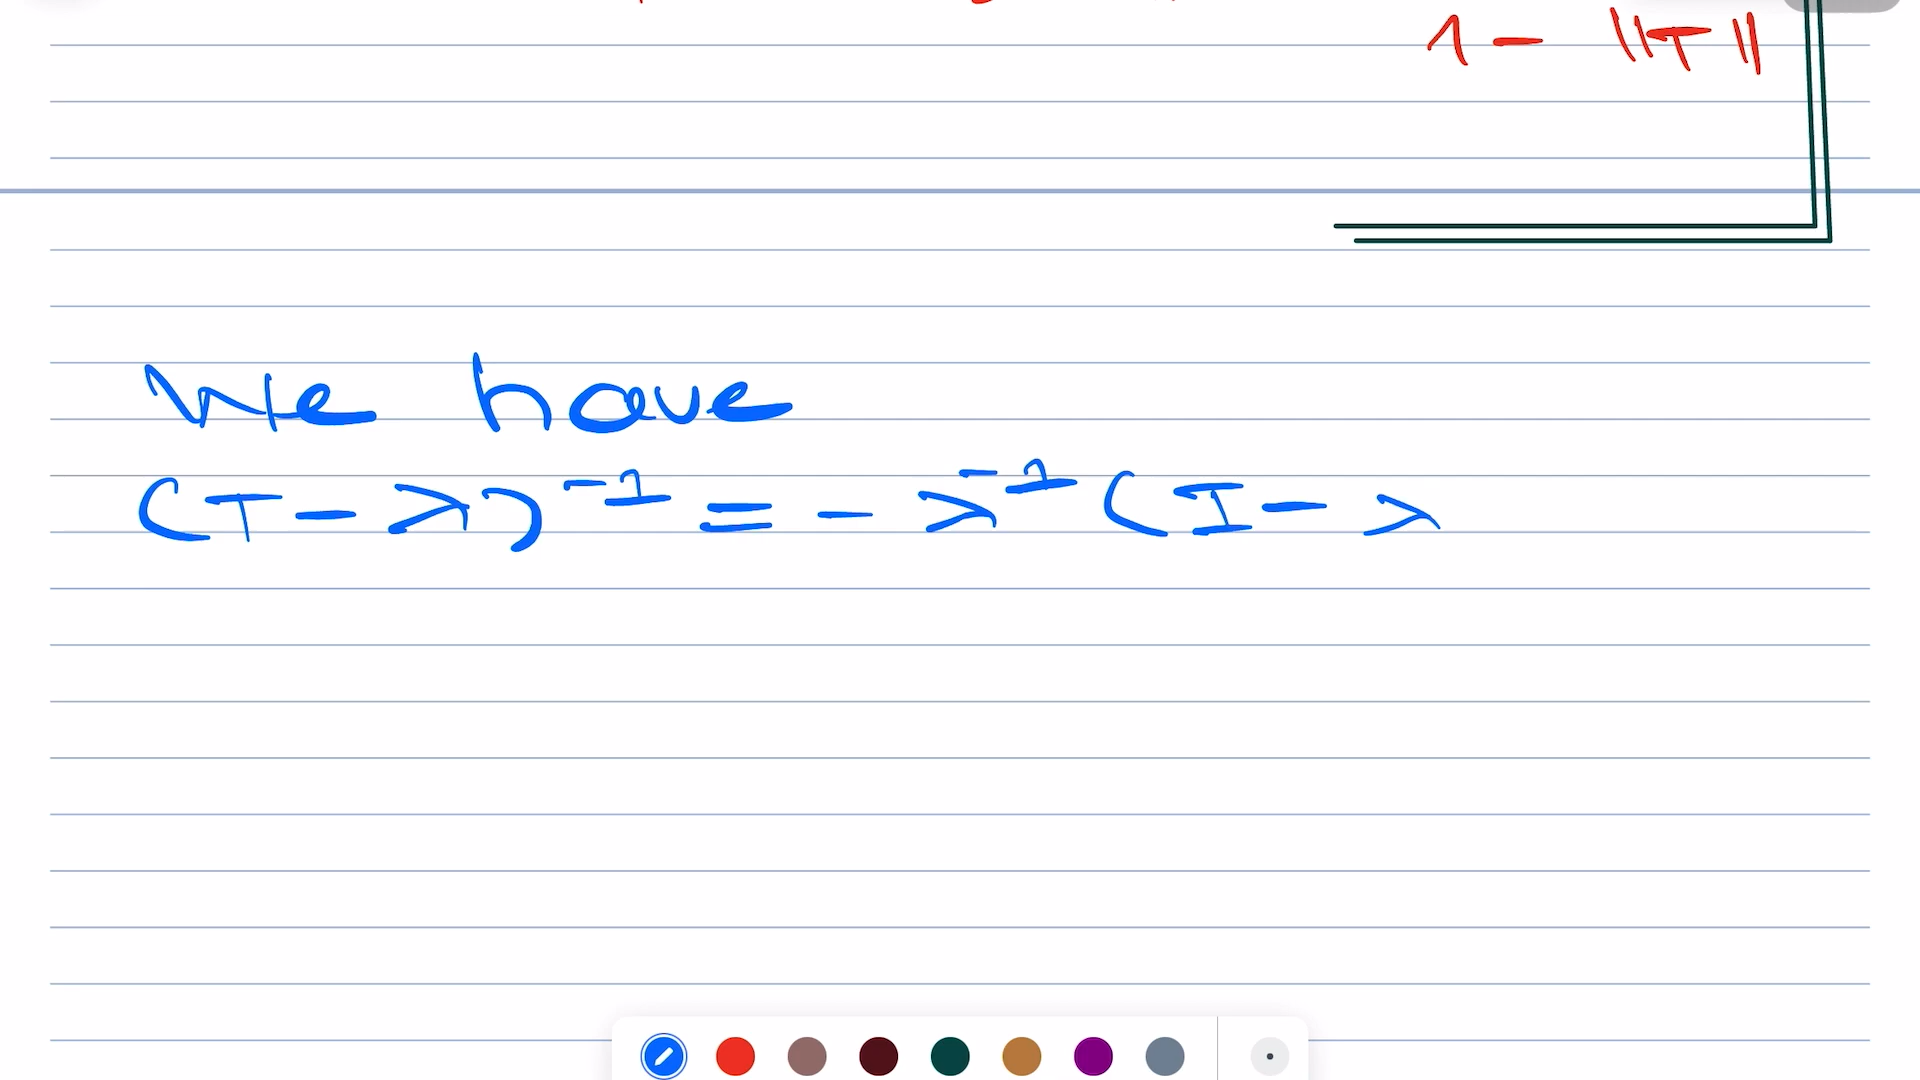 1 - ||T||
We have
(T - λ)⁻¹ = - λ⁻¹ (I - λ